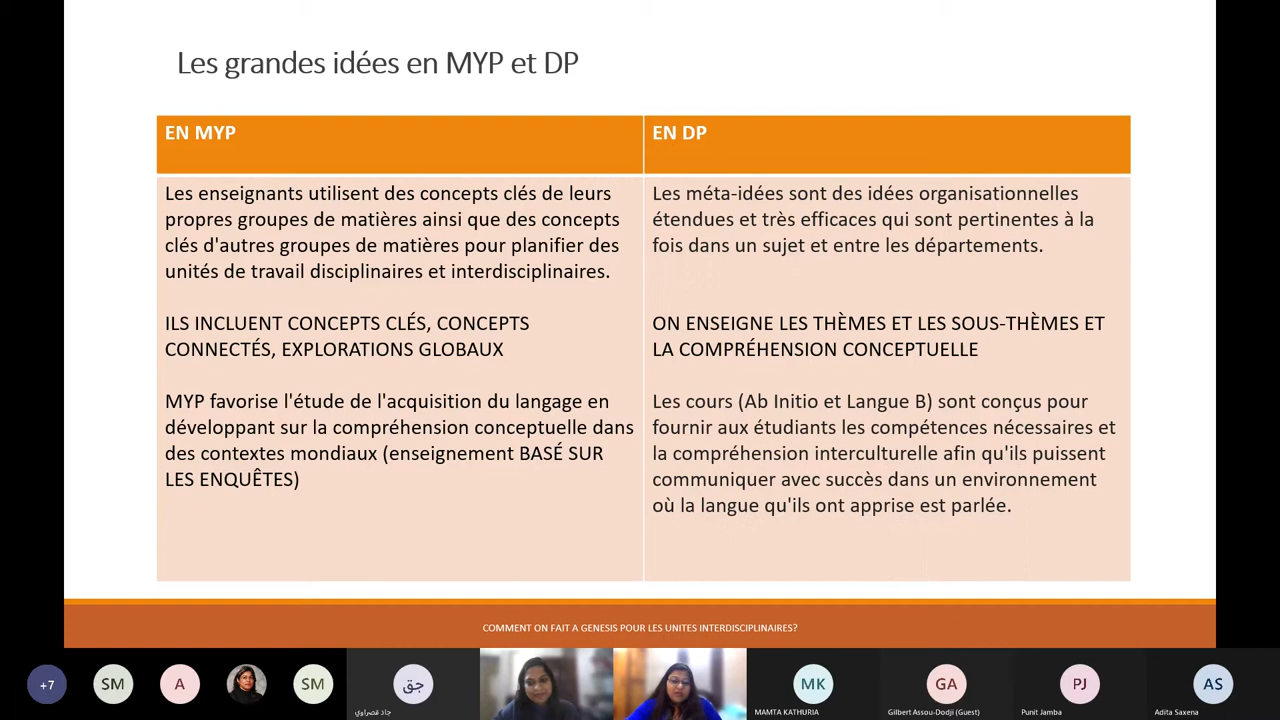 Les grandes idées en MYP et DP
EN MYP
Les enseignants utilisent des concepts clés de leurs
propres groupes de matières ainsi que des concepts
clés d'autres groupes de matières pour planifier des
unités de travail disciplinaires et interdisciplinaires.
ILS INCLUENT CONCEPTS CLÉS, CONCEPTS
CONNECTÉS, EXPLORATIONS GLOBAUX
MYP favorise l'étude de l'acquisition du langage en
développant sur la compréhension conceptuelle dans
des contextes mondiaux (enseignement BASÉ SUR
LES ENQUÊTES)
EN DP
Les méta-idées sont des idées organisationnelles
étendues et très efficaces qui sont pertinentes à la
fois dans un sujet et entre les départements.
ON ENSEIGNE LES THÈMES ET LES SOUS-THÈMES ET
LA COMPRÉHENSION CONCEPTUELLE
Les cours (Ab Initio et Langue B) sont conçus pour
fournir aux étudiants les compétences nécessaires et
la compréhension interculturelle afin qu'ils puissent
communiquer avec succès dans un environnement
où la langue qu'ils ont apprise est parlée.
COMMENT ON FAIT A GENESIS POUR LES UNITES INTERDISCIPLINAIRES?
+7
SM
A
SM
جق
جاد قصراوي
MK
MAMTA KATHURIA
GA
Gilbert Assou-Dodji (Guest)
PJ
Punit Jamba
AS
Adita Saxena